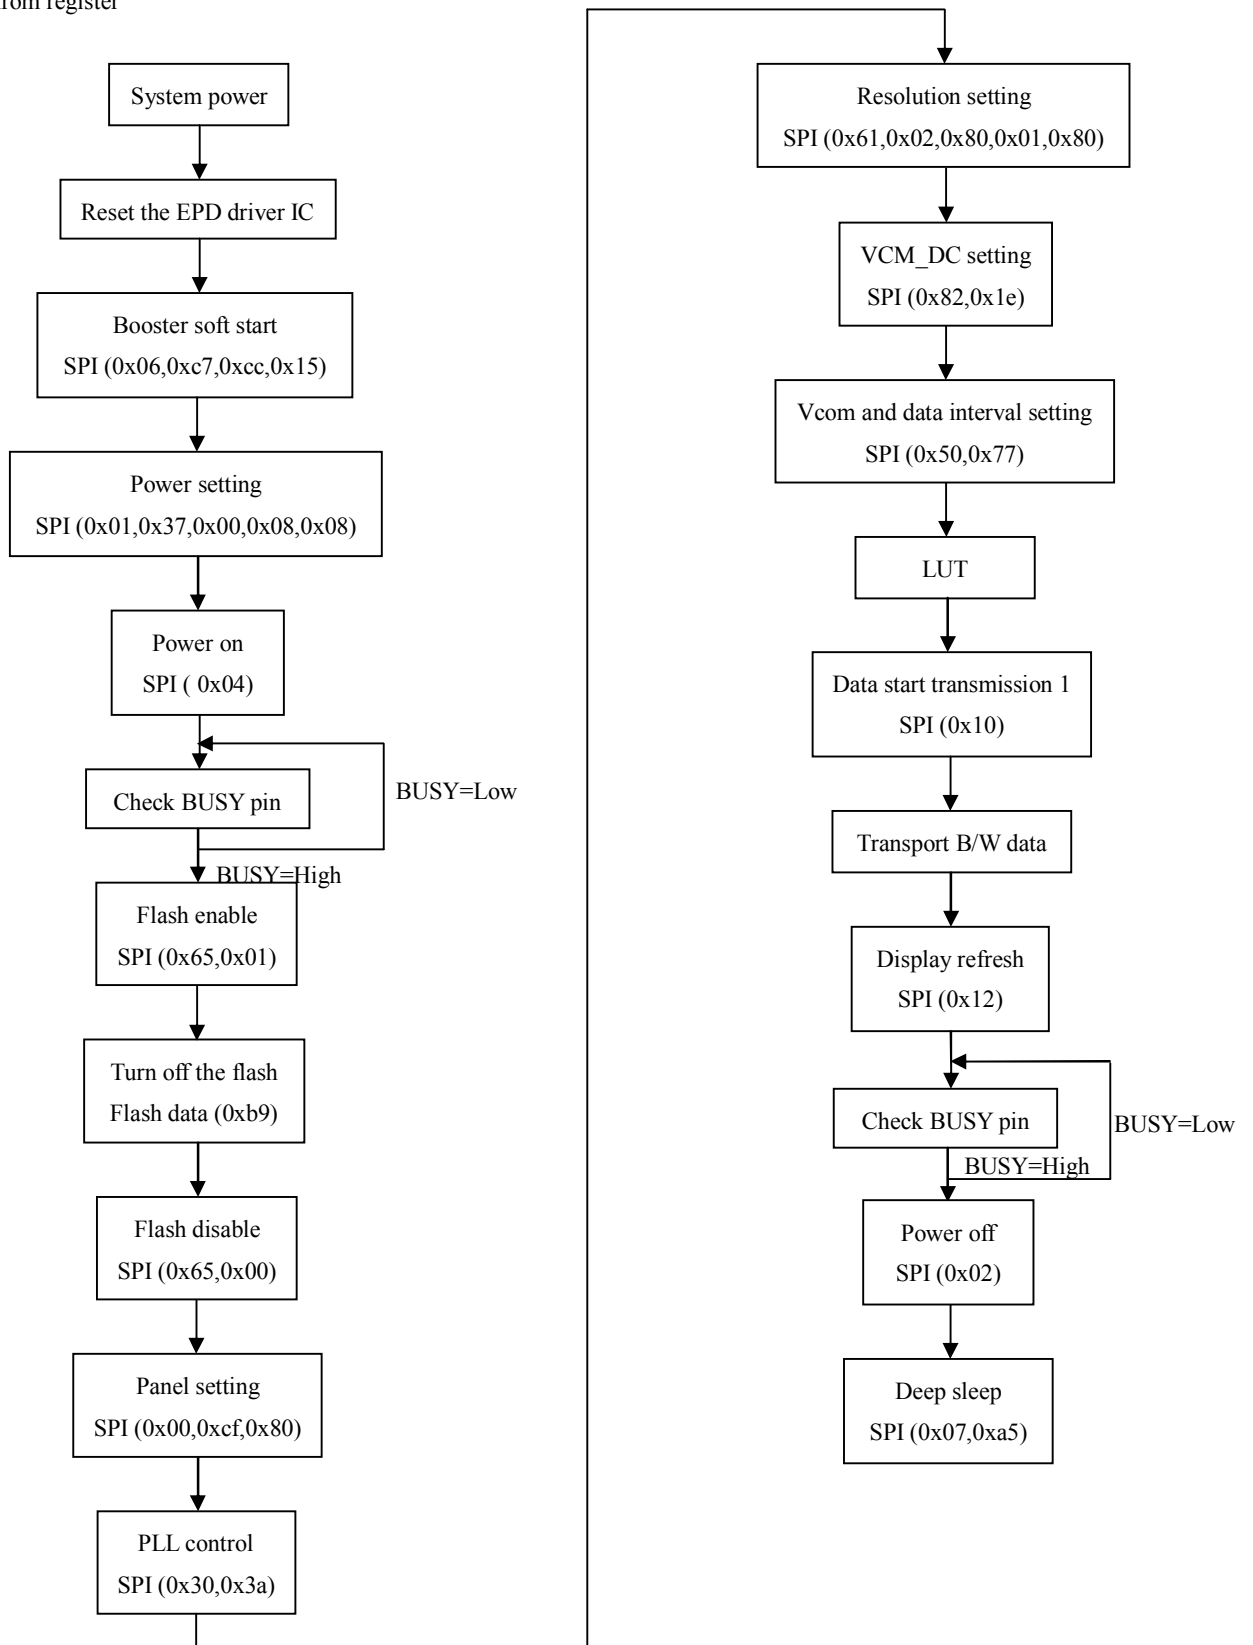 from register
System power
Reset the EPD driver IC
Booster soft start
SPI (0x06,0xc7,0xcc,0x15)
Power setting
SPI (0x01,0x37,0x00,0x08,0x08)
Power on
SPI ( 0x04)
Check BUSY pin
BUSY=Low
BUSY=High
Flash enable
SPI (0x65,0x01)
Turn off the flash
Flash data (0xb9)
Flash disable
SPI (0x65,0x00)
Panel setting
SPI (0x00,0xcf,0x80)
PLL control
SPI (0x30,0x3a)
Resolution setting
SPI (0x61,0x02,0x80,0x01,0x80)
VCM_DC setting
SPI (0x82,0x1e)
Vcom and data interval setting
SPI (0x50,0x77)
LUT
Data start transmission 1
SPI (0x10)
Transport B/W data
Display refresh
SPI (0x12)
Check BUSY pin
BUSY=Low
BUSY=High
Power off
SPI (0x02)
Deep sleep
SPI (0x07,0xa5)